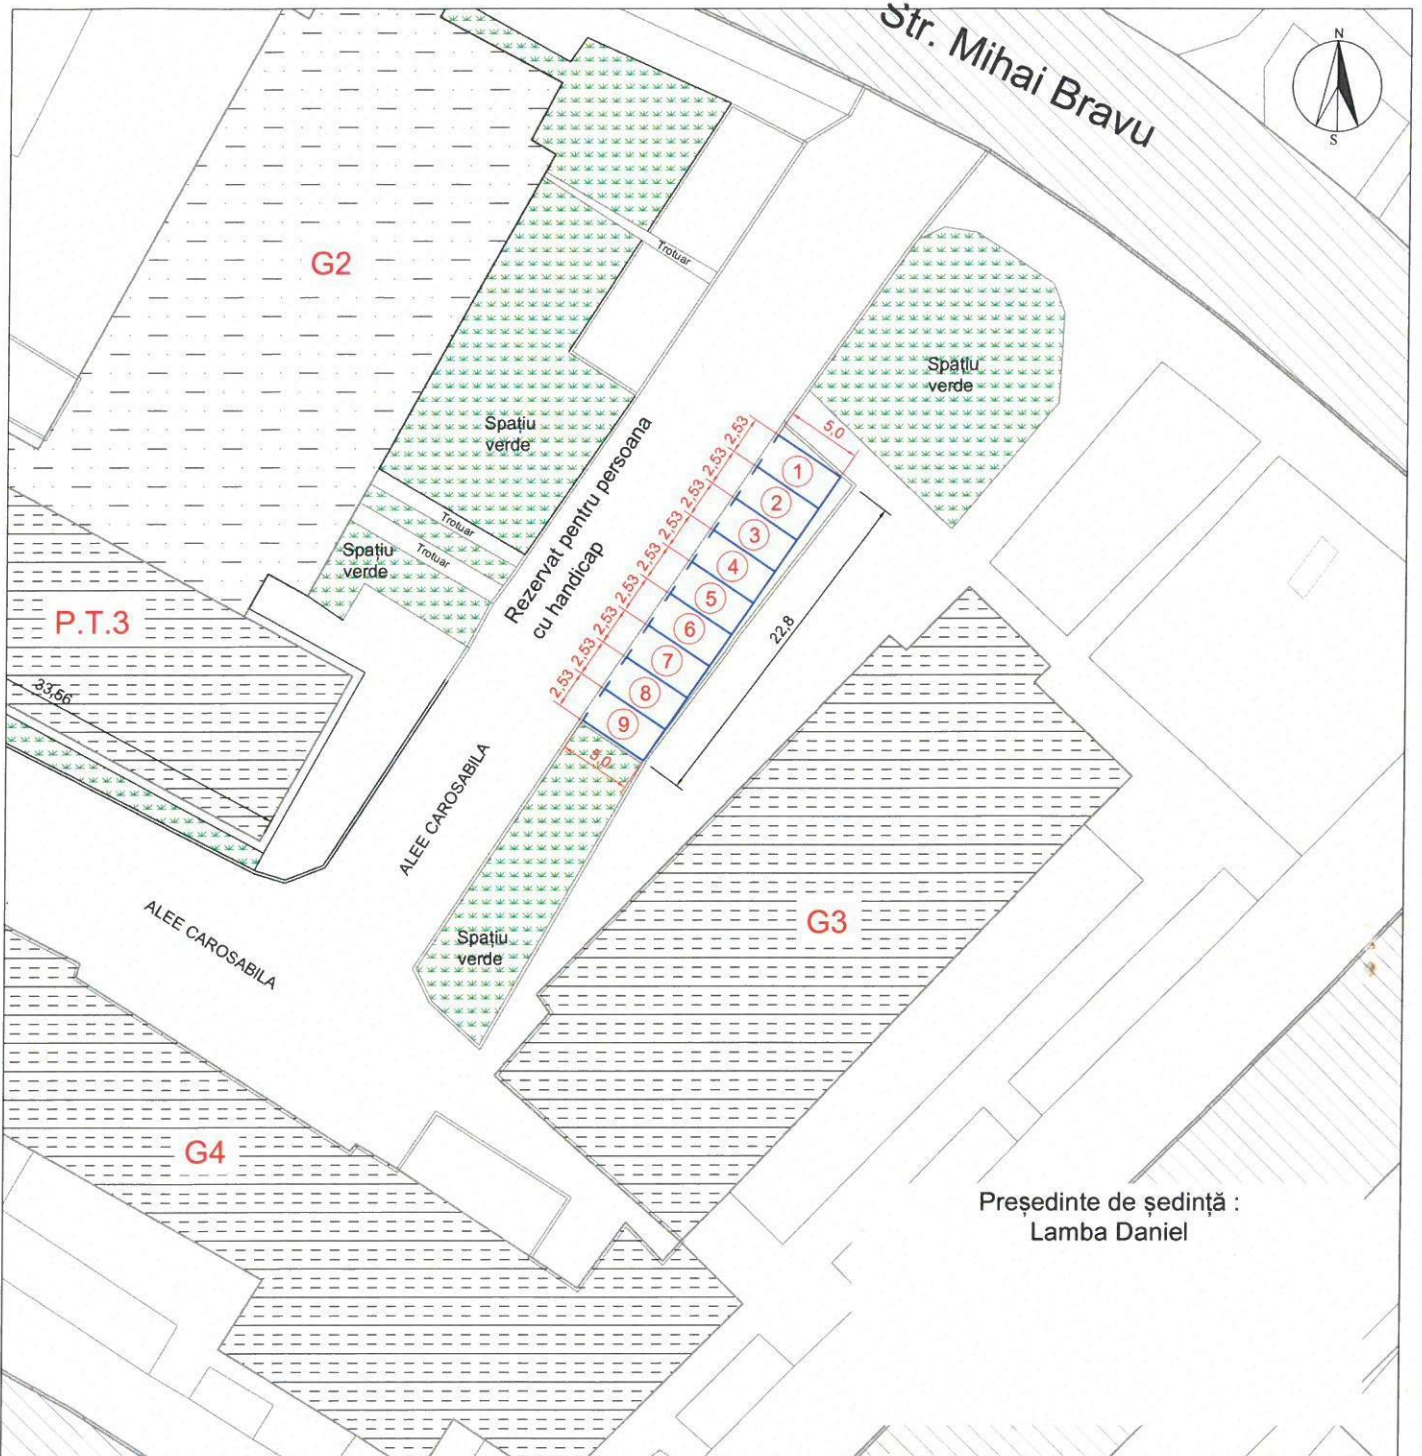 Str. Mihai Bravu
N
S
G2
Trotuar
Spațiu
verde
Spațiu
verde
Rezervat pentru persoana
cu handicap
5,0
2,53
2,53
2,53
2,53
2,53
2,53
2,53
2,53
2,53
1
2
3
4
5
6
7
8
9
22,8
5,0
Trotuar
Trotuar
Spațiu
verde
P.T.3
33,56
ALEE CAROSABILA
ALEE CAROSABILA
G3
Spațiu
verde
G4
Președinte de ședință :
Lamba Daniel